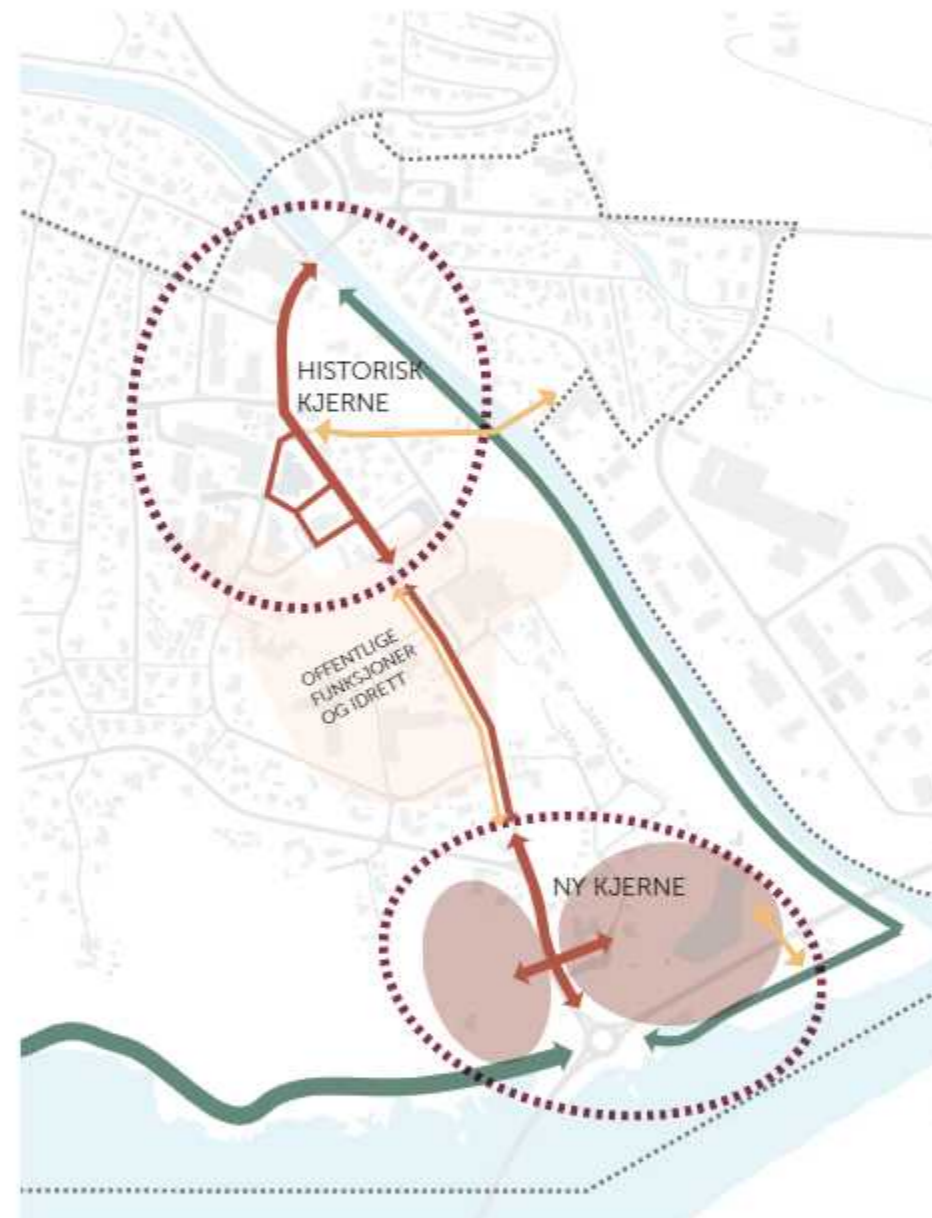 HISTORISK
KJERNE
OFFENTLIGE
FUNKSJONER
OG IDRETT
NY KJERNE